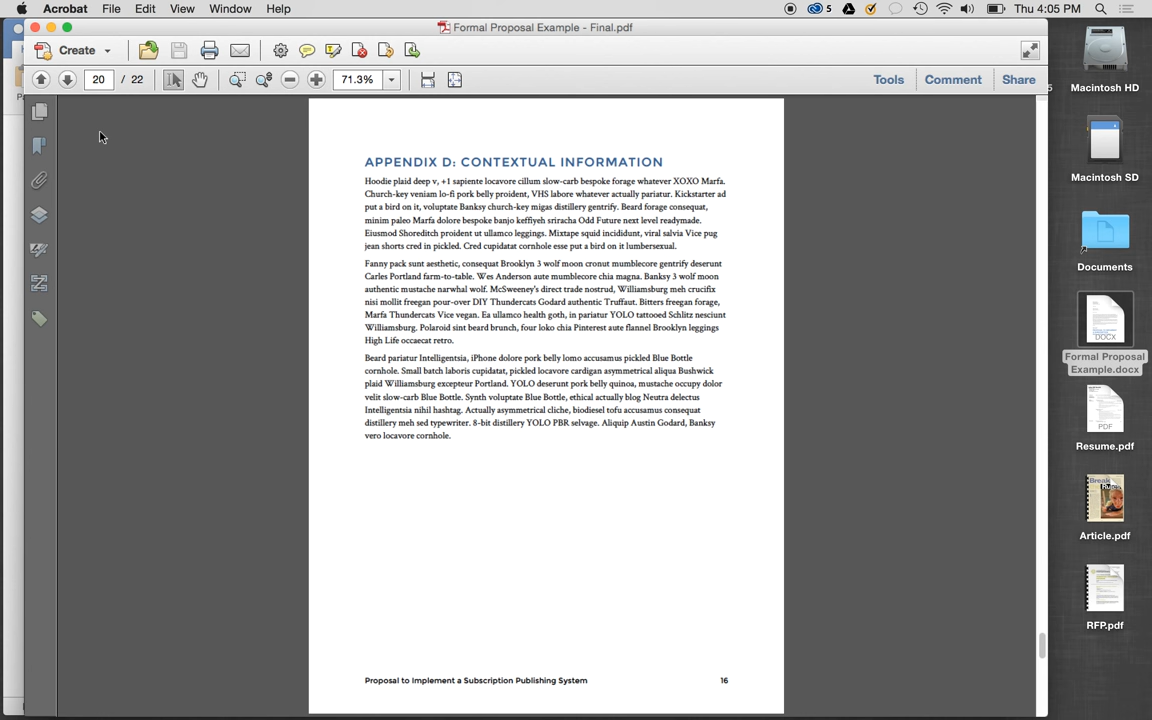 Acrobat File Edit View Window Help 5 Thu 4:05 PM
Formal Proposal Example - Final.pdf
Create
20 / 22 71.3% Tools Comment Share
APPENDIX D: CONTEXTUAL INFORMATION
Hoodie plaid deep v, +1 sapiente locavore cillum slow-carb bespoke forage whatever XOXO Marfa.
Church-key veniam lo-fi pork belly proident, VHS labore whatever actually pariatur. Kickstarter ad
put a bird on it, voluptate Banksy church-key migas distillery gentrify. Beard forage consequat,
minim paleo Marfa dolore bespoke banjo keffiyeh sriracha Odd Future next level readymade.
Eiusmod Shoreditch proident ut ullamco leggings. Mixtape squid incididunt, viral salvia Vice pug
jean shorts cred in pickled. Cred cupidatat cornhole esse put a bird on it lumbersexual.
Fanny pack sunt aesthetic, consequat Brooklyn 3 wolf moon cronut mumblecore gentrify deserunt
Carles Portland farm-to-table. Wes Anderson aute mumblecore chia magna. Banksy 3 wolf moon
authentic mustache narwhal wolf. McSweeney's direct trade nostrud, Williamsburg meh crucifix
nisi mollit freegan pour-over DIY Thundercats Godard authentic Truffaut. Bitters freegan forage,
Marfa Thundercats Vice vegan. Ea ullamco health goth, in pariatur YOLO tattooed Schlitz nesciunt
Williamsburg. Polaroid sint beard brunch, four loko chia Pinterest aute flannel Brooklyn leggings
High Life occaecat retro.
Beard pariatur Intelligentsia, iPhone dolore pork belly lomo accusamus pickled Blue Bottle
cornhole. Small batch laboris cupidatat, pickled locavore cardigan asymmetrical aliqua Bushwick
plaid Williamsburg excepteur Portland. YOLO deserunt pork belly quinoa, mustache occupy dolor
velit slow-carb Blue Bottle. Synth voluptate Blue Bottle, ethical actually blog Neutra delectus
Intelligentsia nihil hashtag. Actually asymmetrical cliche, biodiesel tofu accusamus consequat
distillery meh sed typewriter. 8-bit distillery YOLO PBR selvage. Aliquip Austin Godard, Banksy
vero locavore cornhole.
Proposal to Implement a Subscription Publishing System 16
Macintosh HD
Macintosh SD
Documents
DOCX
Formal Proposal
Example.docx
PDF
Resume.pdf
Article.pdf
RFP.pdf